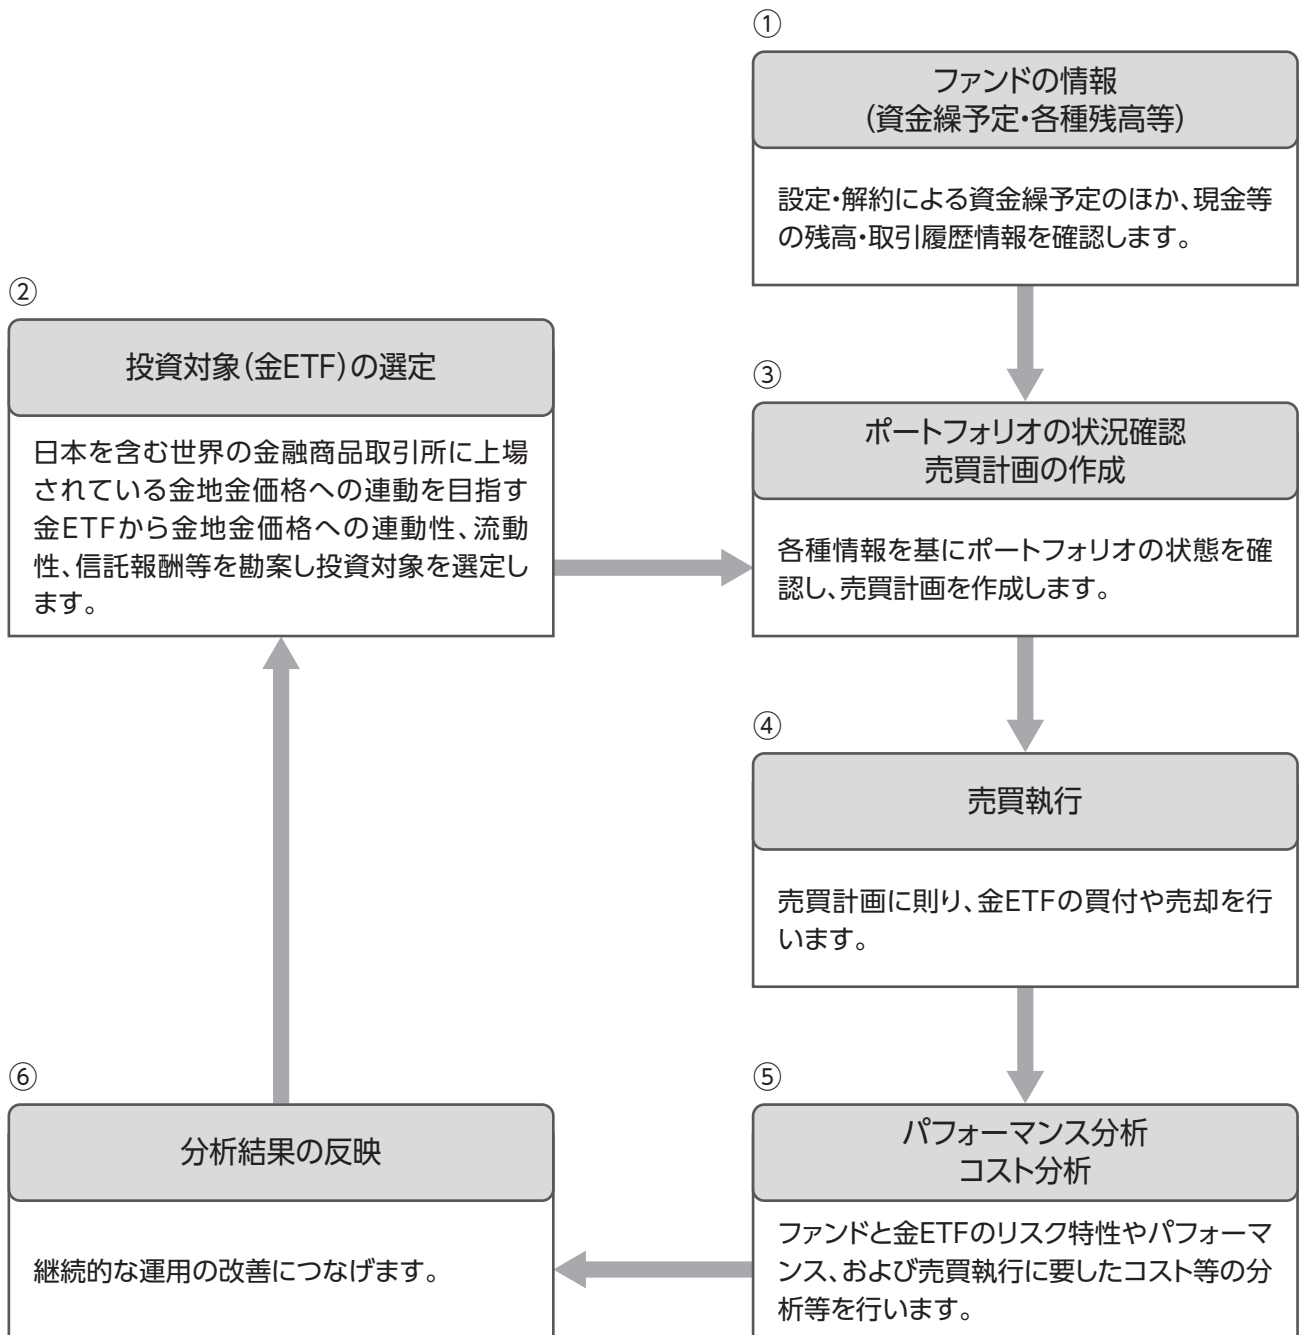 ①
ファンドの情報
(資金繰予定・各種残高等)
設定・解約による資金繰予定のほか、現金等
の残高・取引履歴情報を確認します。
②
投資対象(金ETF)の選定
日本を含む世界の金融商品取引所に上場
されている金地金価格への連動を目指す
金ETFから金地金価格への連動性、流動
性、信託報酬等を勘案し投資対象を選定し
ます。
③
ポートフォリオの状況確認
売買計画の作成
各種情報を基にポートフォリオの状態を確
認し、売買計画を作成します。
④
売買執行
売買計画に則り、金ETFの買付や売却を行
います。
⑤
パフォーマンス分析
コスト分析
ファンドと金ETFのリスク特性やパフォーマ
ンス、および売買執行に要したコスト等の分
析等を行います。
⑥
分析結果の反映
継続的な運用の改善につなげます。